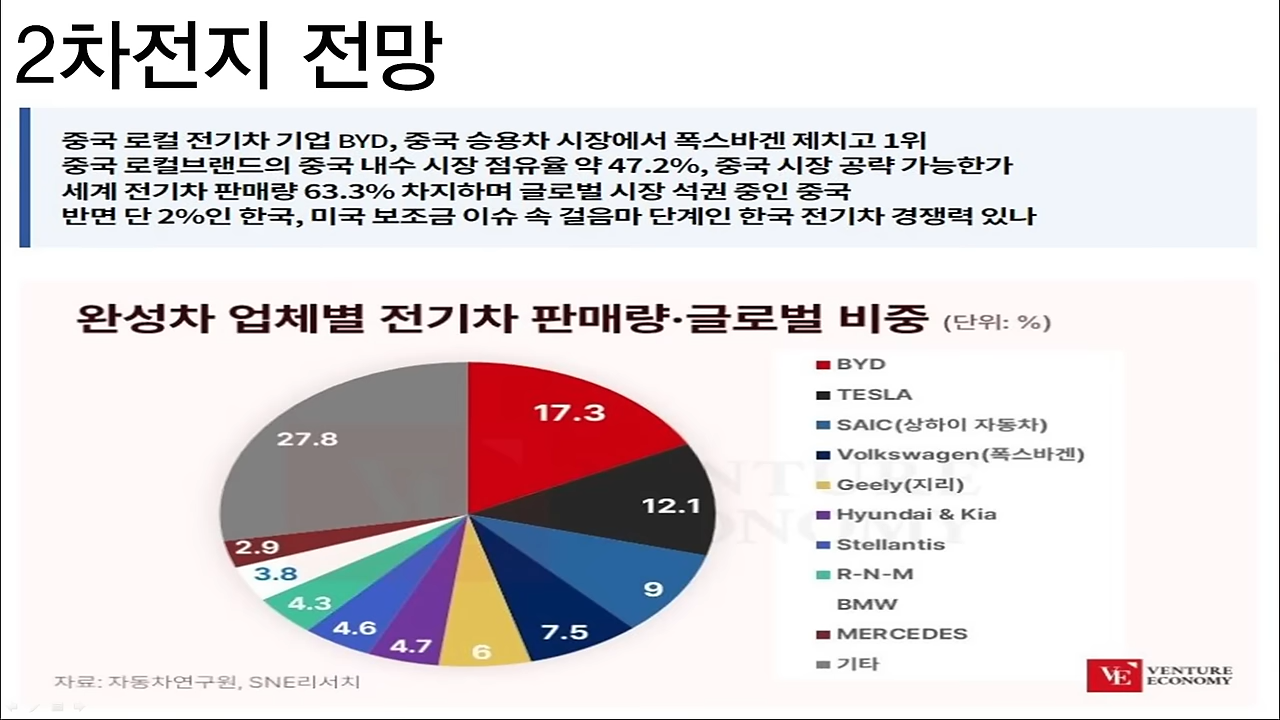 2차전지 전망
중국 로컬 전기차 기업 BYD, 중국 승용차 시장에서 폭스바겐 제치고 1위
중국 로컬브랜드의 중국 내수 시장 점유율 약 47.2%, 중국 시장 공략 가능한가
세계 전기차 판매량 63.3% 차지하며 글로벌 시장 석권 중인 중국
반면 단 2%인 한국, 미국 보조금 이슈 속 걸음마 단계인 한국 전기차 경쟁력 있나
완성차 업체별 전기차 판매량·글로벌 비중 (단위: %)
17.3
12.1
9
7.5
6
4.7
4.6
4.3
3.8
2.9
27.8
BYD
TESLA
SAIC(상하이 자동차)
Volkswagen(폭스바겐)
Geely(지리)
Hyundai & Kia
Stellantis
R-N-M
BMW
MERCEDES
기타
VENTURE
ECONOMY
자료: 자동차연구원, SNE리서치
VE VENTURE
ECONOMY